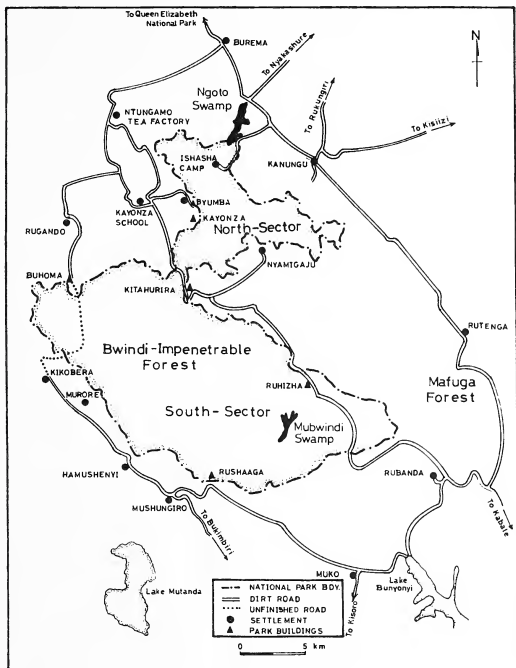 To Queen Elizabeth
National Park
BUREMA
To Nyakashure
N
Ngoto
Swamp
To Rukungiri
NTUNGAMO
TEA FACTORY
To Kisiizi
ISHASHA
CAMP
KANUNGU
KAYONZA
SCHOOL
BYUMBA
KAYONZA
North-Sector
RUGANDO
NYAMIGAJU
BUHOMA
KITAHURIRA
RUTENGA
Bwindi-Impenetrable
Forest
Mafuga
Forest
KIKOBERA
RUHIZHA
MURORE
South-Sector
Mubwindi
Swamp
HAMUSHENYI
RUSHAAGA
RUBANDA
MUSHUNGIRO
To Kabale
To Bukimbiri
MUKO
Lake
Bunyonyi
Lake Mutanda
To Kisoro
NATIONAL PARK BDY.
DIRT ROAD
UNFINISHED ROAD
SETTLEMENT
PARK BUILDINGS
0 5 km